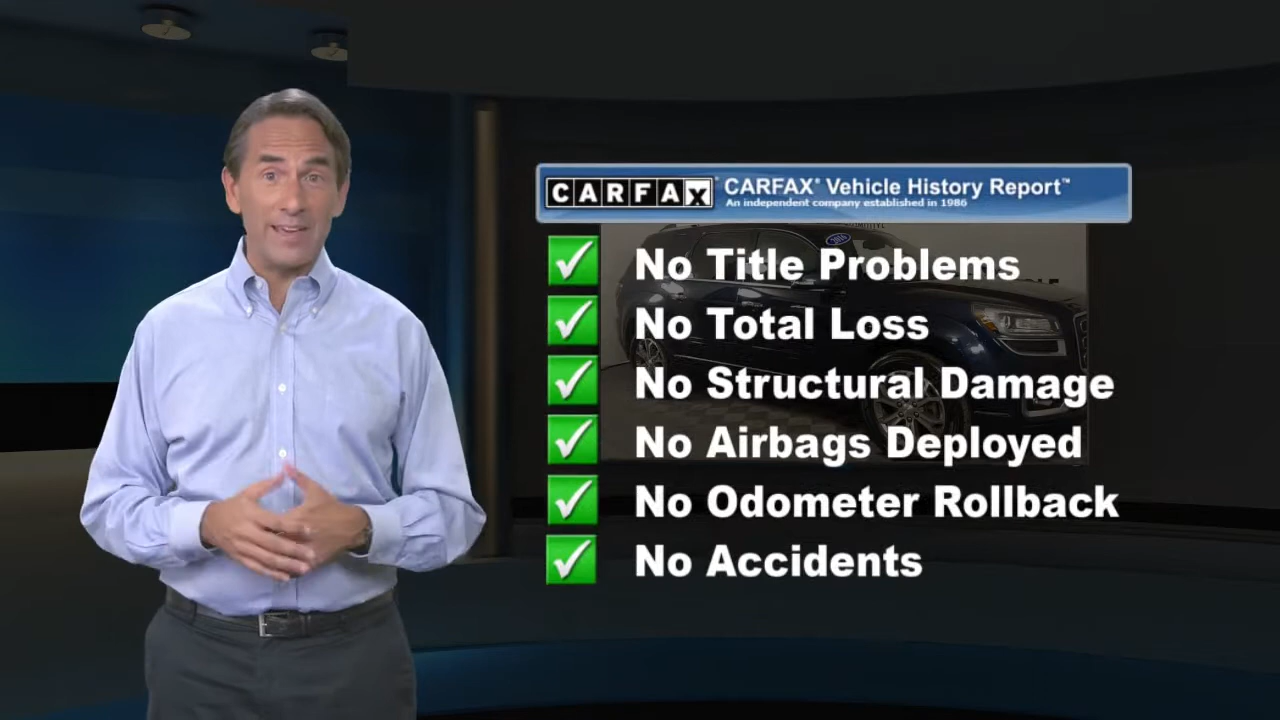 CARFAX
CARFAX® Vehicle History Report™
An independent company established in 1986
No Title Problems
No Total Loss
No Structural Damage
No Airbags Deployed
No Odometer Rollback
No Accidents